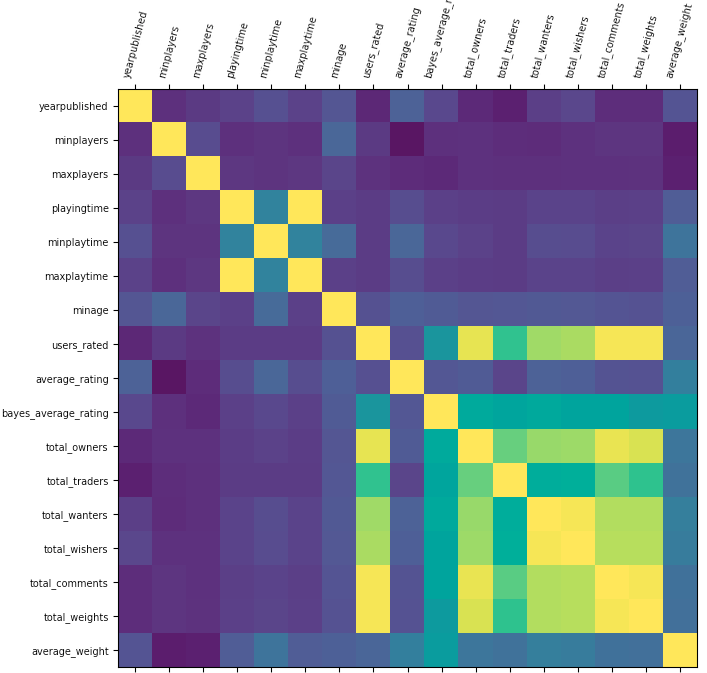 yearpublished
minplayers
maxplayers
playingtime
minplaytime
maxplaytime
minage
users_rated
average_rating
bayes_average_r
total_owners
total_traders
total_wanters
total_wishers
total_comments
total_weights
average_weight
yearpublished
minplayers
maxplayers
playingtime
minplaytime
maxplaytime
minage
users_rated
average_rating
bayes_average_rating
total_owners
total_traders
total_wanters
total_wishers
total_comments
total_weights
average_weight